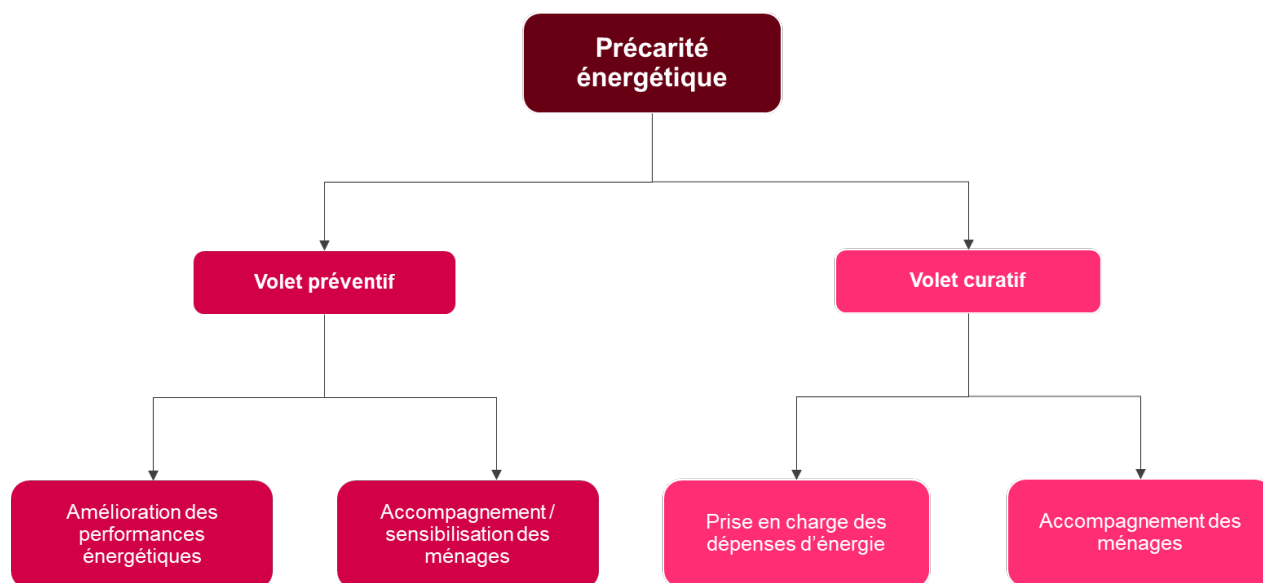 Précarité
énergétique
Volet préventif
Volet curatif
Amélioration des
performances
énergétiques
Accompagnement /
sensibilisation des
ménages
Prise en charge des
dépenses d’énergie
Accompagnement des
ménages